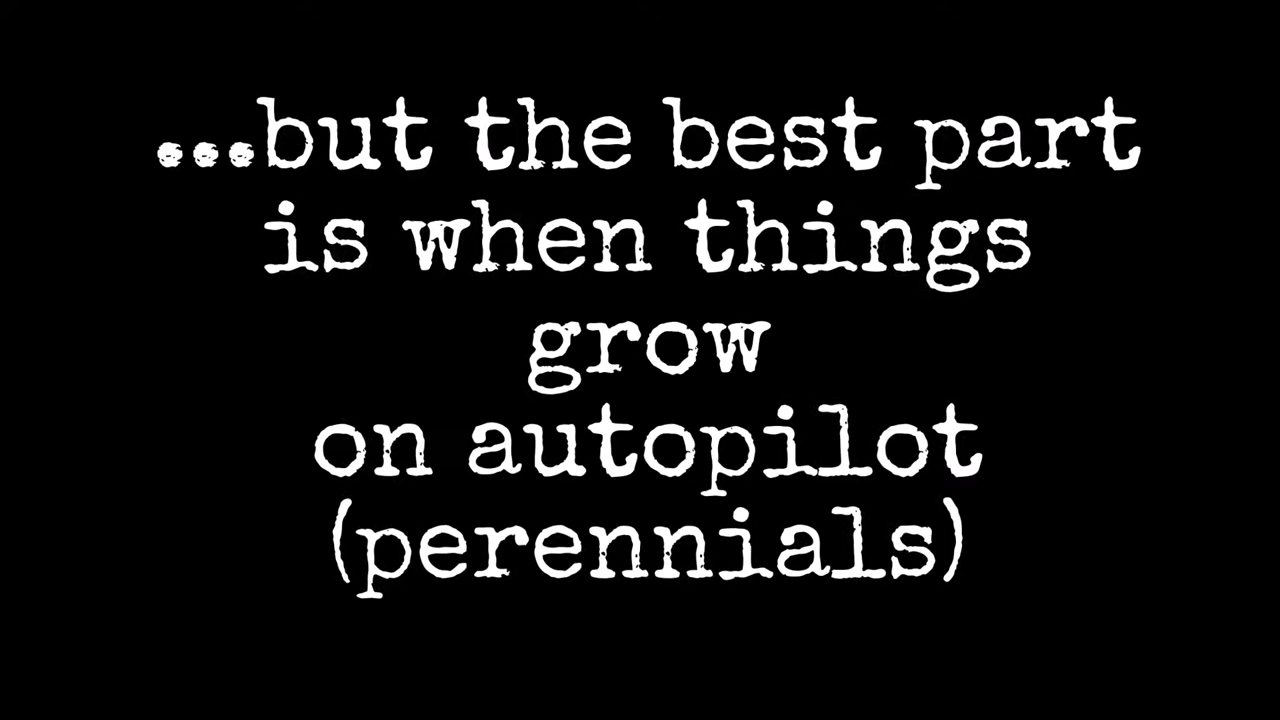 ...but the best part
is when things
grow
on autopilot
(perennials)